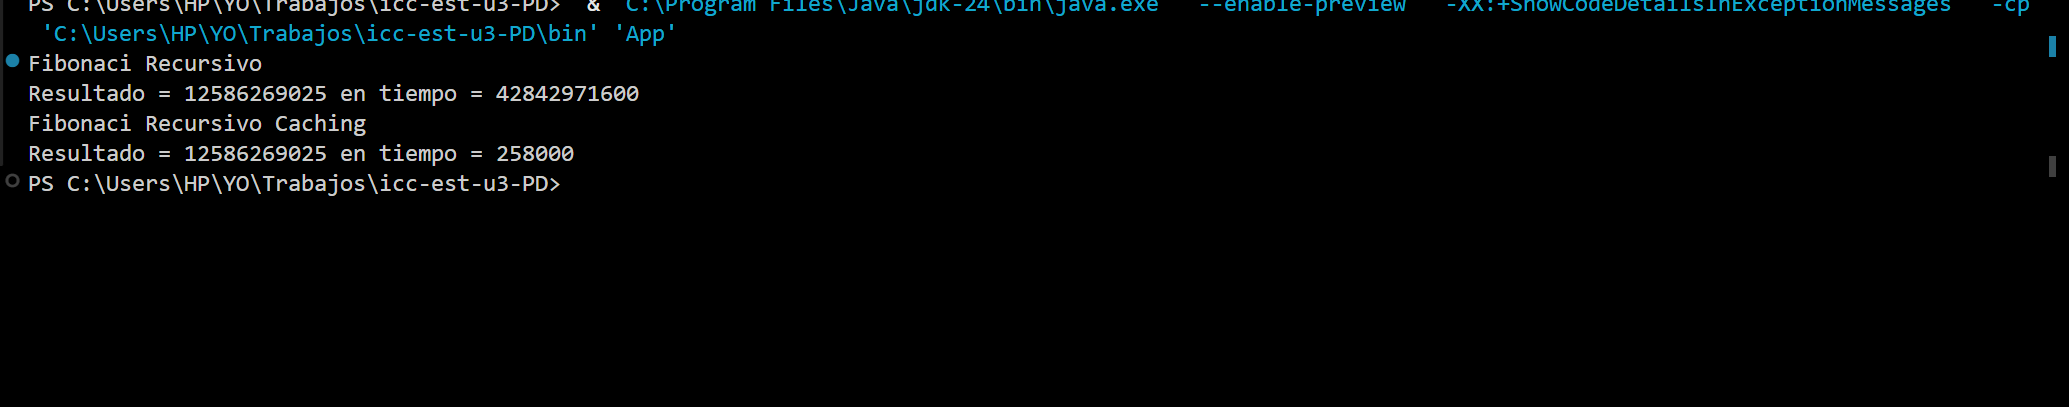 PS C:\Users\HP\YO\Trabajos\icc-est-u3-PD> & 'C:\Program Files\Java\jdk-24\bin\java.exe' '--enable-preview' '-XX:+ShowCodeDetailsInExceptionMessages' '-cp'
'C:\Users\HP\YO\Trabajos\icc-est-u3-PD\bin' 'App'
Fibonaci Recursivo
Resultado = 12586269025 en tiempo = 42842971600
Fibonaci Recursivo Caching
Resultado = 12586269025 en tiempo = 258000
PS C:\Users\HP\YO\Trabajos\icc-est-u3-PD>